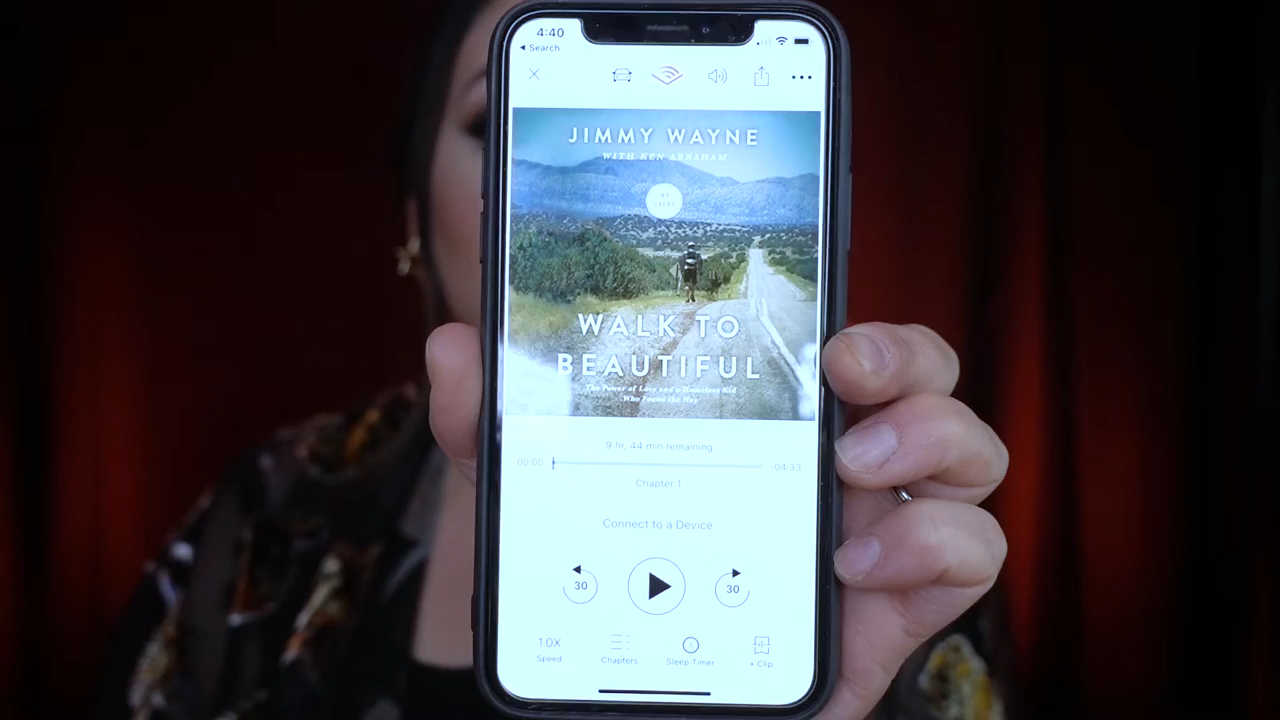 4:40
Search
JIMMY WAYNE
WITH KEN ABRAHAM
MY
STORY
WALK TO
BEAUTIFUL
The Power of Love and a Homeless Kid
Who Found the Way
9 hr, 44 min remaining
00:00
-04:33
Chapter 1
Connect to a Device
30
30
1.0X
Speed
Chapters
Sleep Timer
+ Clip